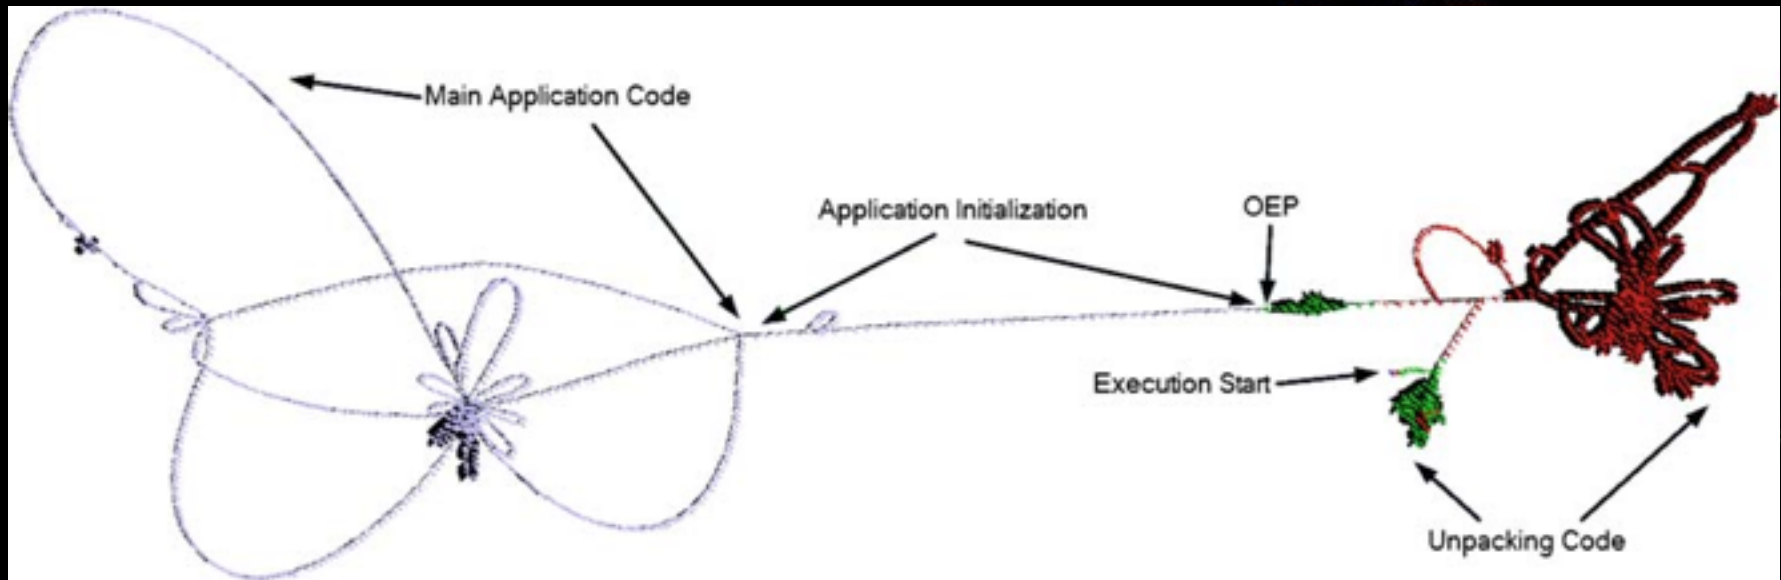 Main Application Code
Application Initialization
OEP
Execution Start
Unpacking Code